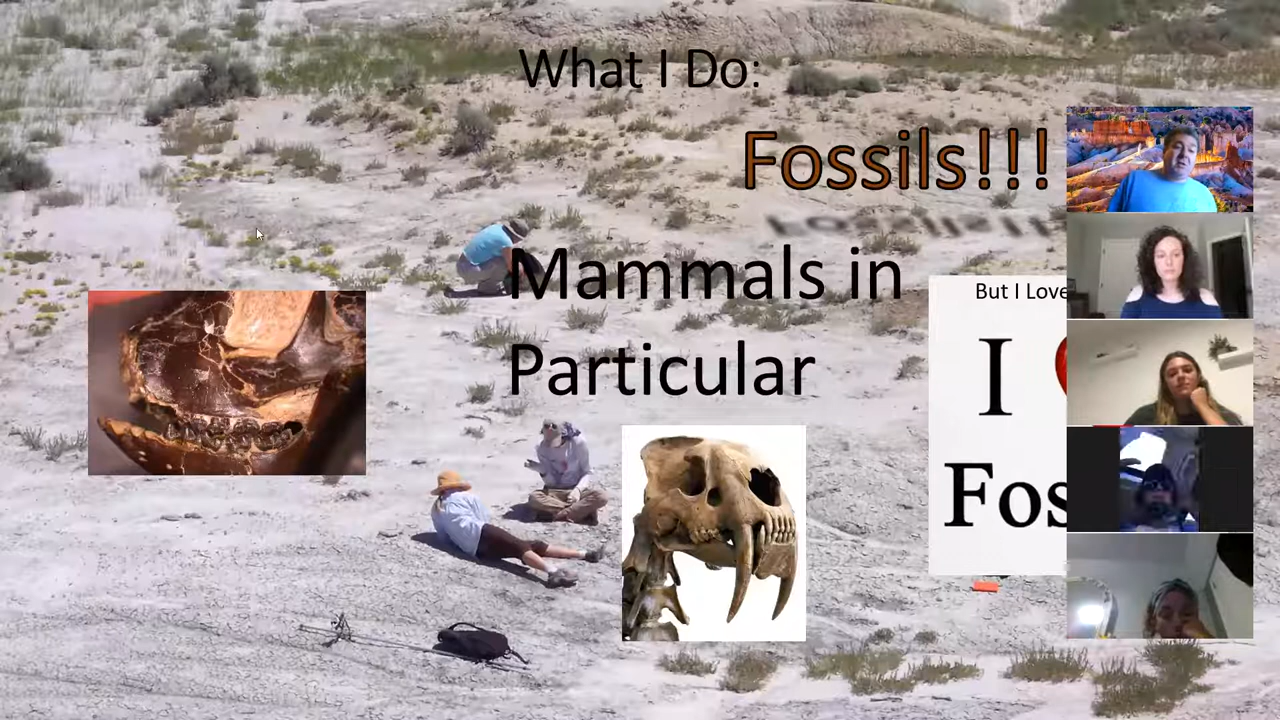 What I Do:
Fossils!!!
Mammals in
Particular
But I Love
I
Fos